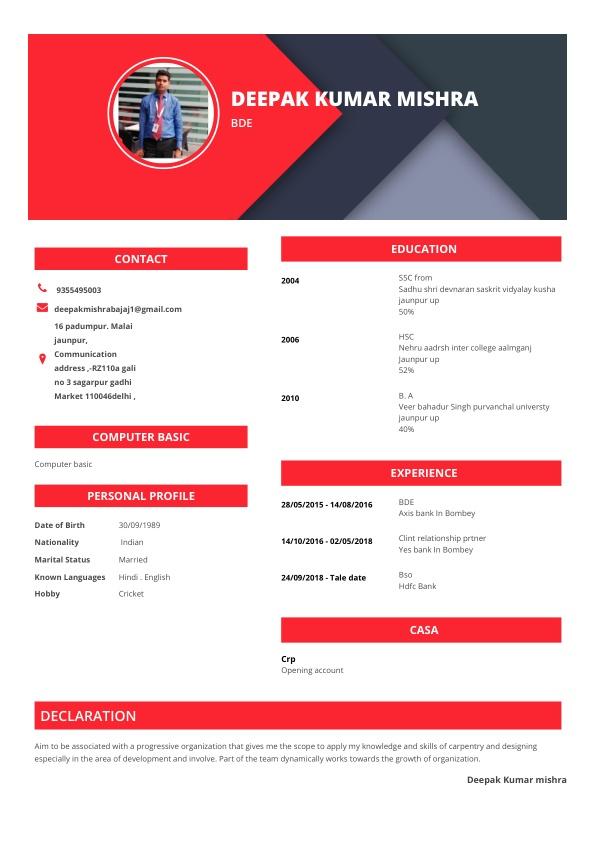 DEEPAK KUMAR MISHRA
BDE
CONTACT
9355495003
deepakmishrabajaj1@gmail.com
16 padumpur. Malai
jaunpur,
Communication
address ,-RZ110a gali
no 3 sagarpur gadhi
Market 110046delhi ,
COMPUTER BASIC
Computer basic
PERSONAL PROFILE
Date of Birth 30/09/1989
Nationality Indian
Marital Status Married
Known Languages Hindi . English
Hobby Cricket
EDUCATION
2004 SSC from
Sadhu shri devnaran saskrit vidyalay kusha
jaunpur up
50%
2006 HSC
Nehru aadrsh inter college aalmganj
Jaunpur up
52%
2010 B. A
Veer bahadur Singh purvanchal universty
jaunpur up
40%
EXPERIENCE
28/05/2015 - 14/08/2016 BDE
Axis bank In Bombey
14/10/2016 - 02/05/2018 Clint relationship prtner
Yes bank In Bombey
24/09/2018 - Tale date Bso
Hdfc Bank
CASA
Crp
Opening account
DECLARATION
Aim to be associated with a progressive organization that gives me the scope to apply my knowledge and skills of carpentry and designing
especially in the area of development and involve. Part of the team dynamically works towards the growth of organization.
Deepak Kumar mishra